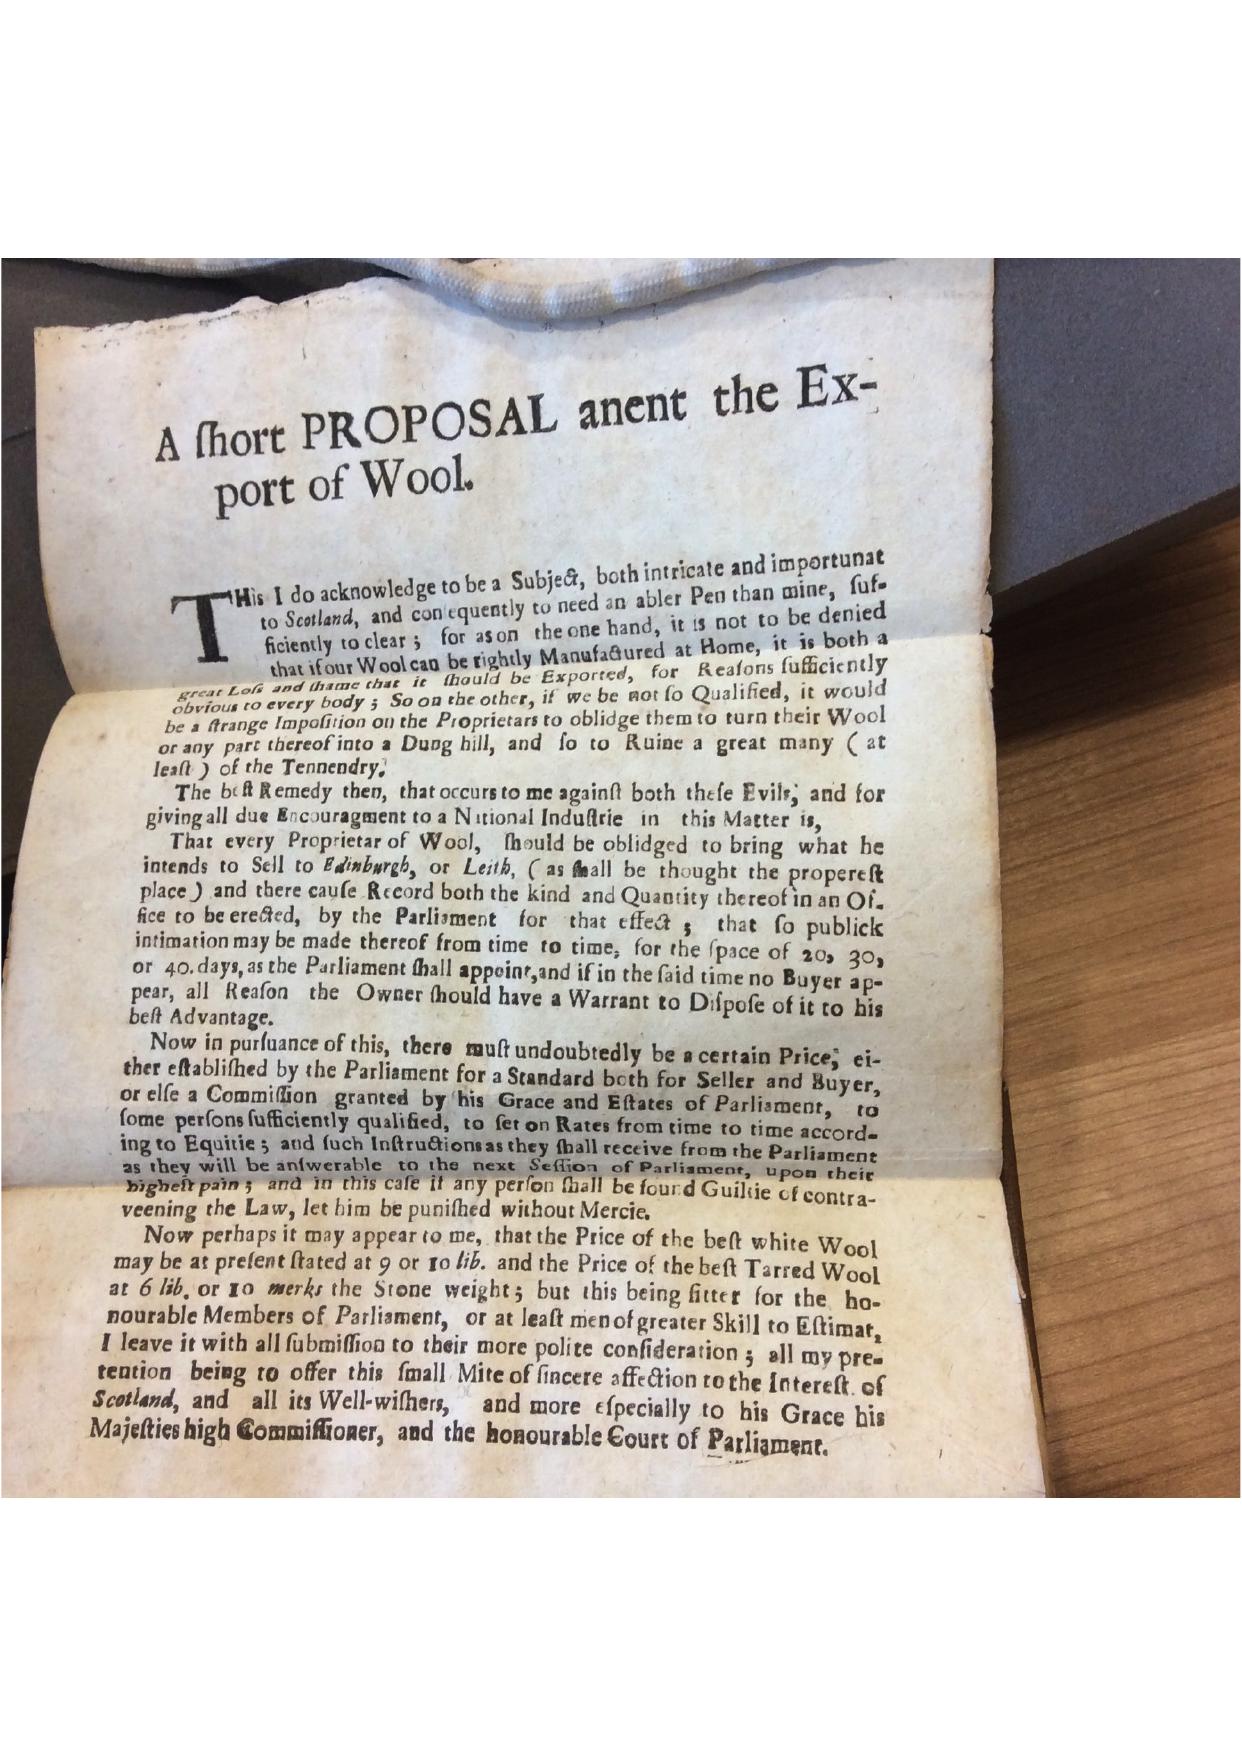 A ſhort PROPOSAL anent the Ex-
port of Wool.
THis I do acknowledge to be a Subject, both intricate and importunat
to Scotland, and con equently to need an abler Pen than mine, ſuf-
ficiently to clear ; for as on the one hand, it is not to be denied
that if our Wool can be rightly Manufactured at Home, it is both a
great Loſs and ſhame that it ſhould be Exported, for Reaſons ſufficiently
obvious to every body ; So on the other, if we be not ſo Qualified, it would
be a ſtrange Impoſition on the Proprietars to oblidge them to turn their Wool
or any part thereof into a Dung hill, and ſo to Ruine a great many ( at
leaſt ) of the Tennendry.
The beſt Remedy then, that occurs to me againſt both theſe Evils, and for
giving all due Encouragment to a National Induſtrie in this Matter is,
That every Proprietar of Wool, ſhould be oblidged to bring what he
intends to Sell to Edinburgh, or Leith, ( as ſhall be thought the propereſt
place ) and there cauſe Record both the kind and Quantity thereof in an Of-
fice to be erected, by the Parliament for that effect ; that ſo publick
intimation may be made thereof from time to time, for the ſpace of 20, 30,
or 40. days, as the Parliament ſhall appoint, and if in the ſaid time no Buyer ap-
pear, all Reaſon the Owner ſhould have a Warrant to Diſpoſe of it to his
beſt Advantage.
Now in purſuance of this, there muſt undoubtedly be a certain Price, ei-
ther eſtabliſhed by the Parliament for a Standard both for Seller and Buyer,
or elſe a Commiſſion granted by his Grace and Eſtates of Parliament, to
ſome perſons ſufficiently qualified, to ſet on Rates from time to time accord-
ing to Equitie ; and ſuch Inſtructions as they ſhall receive from the Parliament
as they will be anſwerable to the next Seſſion of Parliament, upon their
higheſt pain ; and in this caſe if any perſon ſhall be found Guiltie of contra-
veening the Law, let him be puniſhed without Mercie.
Now perhaps it may appear to me, that the Price of the beſt white Wool
may be at preſent ſtated at 9 or 10 lib. and the Price of the beſt Tarred Wool
at 6 lib. or 10 merks the Stone weight ; but this being fitter for the ho-
nourable Members of Parliament, or at leaſt men of greater Skill to Eſtimat,
I leave it with all ſubmiſſion to their more polite conſideration ; all my pre-
tention being to offer this ſmall Mite of ſincere affection to the Intereſt of
Scotland, and all its Well-wiſhers, and more eſpecially to his Grace his
Majeſties high Commiſſioner, and the honourable Court of Parliament.